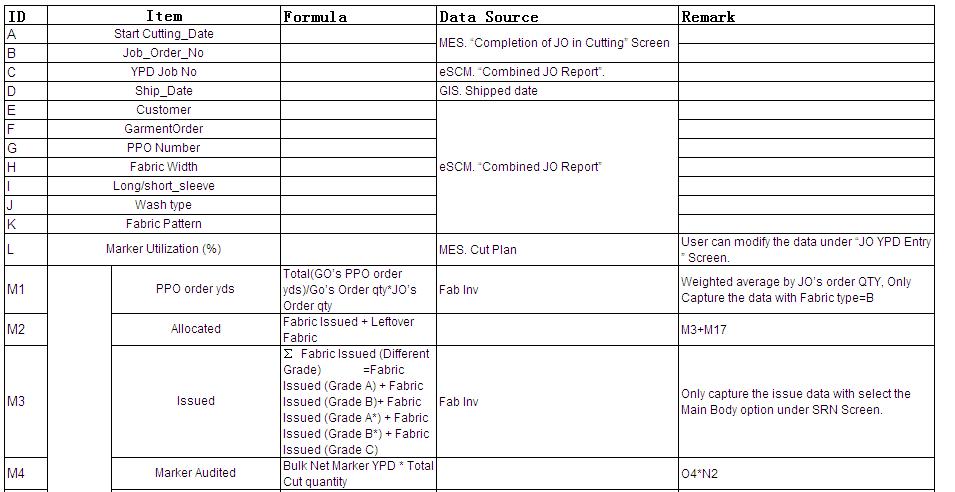 ID Item Formula Data Source Remark
A Start Cutting_Date
MES. “Completion of JO in Cutting” Screen
B Job_Order_No
C YPD Job No eSCM. “Combined JO Report”.
D Ship_Date GIS. Shipped date
E Customer
F GarmentOrder
G PPO Number
H Fabric Width eSCM. “Combined JO Report”
I Long/short_sleeve
J Wash type
K Fabric Pattern
L Marker Utilization (%) MES. Cut Plan
User can modify the data under “JO YPD Entry
” Screen.
M1 PPO order yds
Total(GO's PPO order
yds)/Go's Order qty*JO's
Order qty
Fab Inv
Weighted average by JO's order QTY, Only
Capture the data with Fabric type=B
M2 Allocated
Fabric Issued + Leftover
Fabric
M3+M17
M3 Issued
Σ Fabric Issued (Different
Grade) =Fabric
Issued (Grade A) + Fabric
Issued (Grade B)+ Fabric
Issued (Grade A*) + Fabric
Issued (Grade B*) + Fabric
Issued (Grade C)
Fab Inv
Only capture the issue data with select the
Main Body option under SRN Screen.
M4 Marker Audited
Bulk Net Marker YPD * Total
Cut quantity
O4*N2